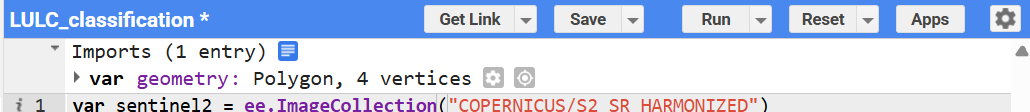 LULC_classification * Get Link Save Run Reset Apps
Imports (1 entry)
var geometry: Polygon, 4 vertices
i 1 var sentinel2 = ee.ImageCollection("COPERNICUS/S2_SR_HARMONIZED")